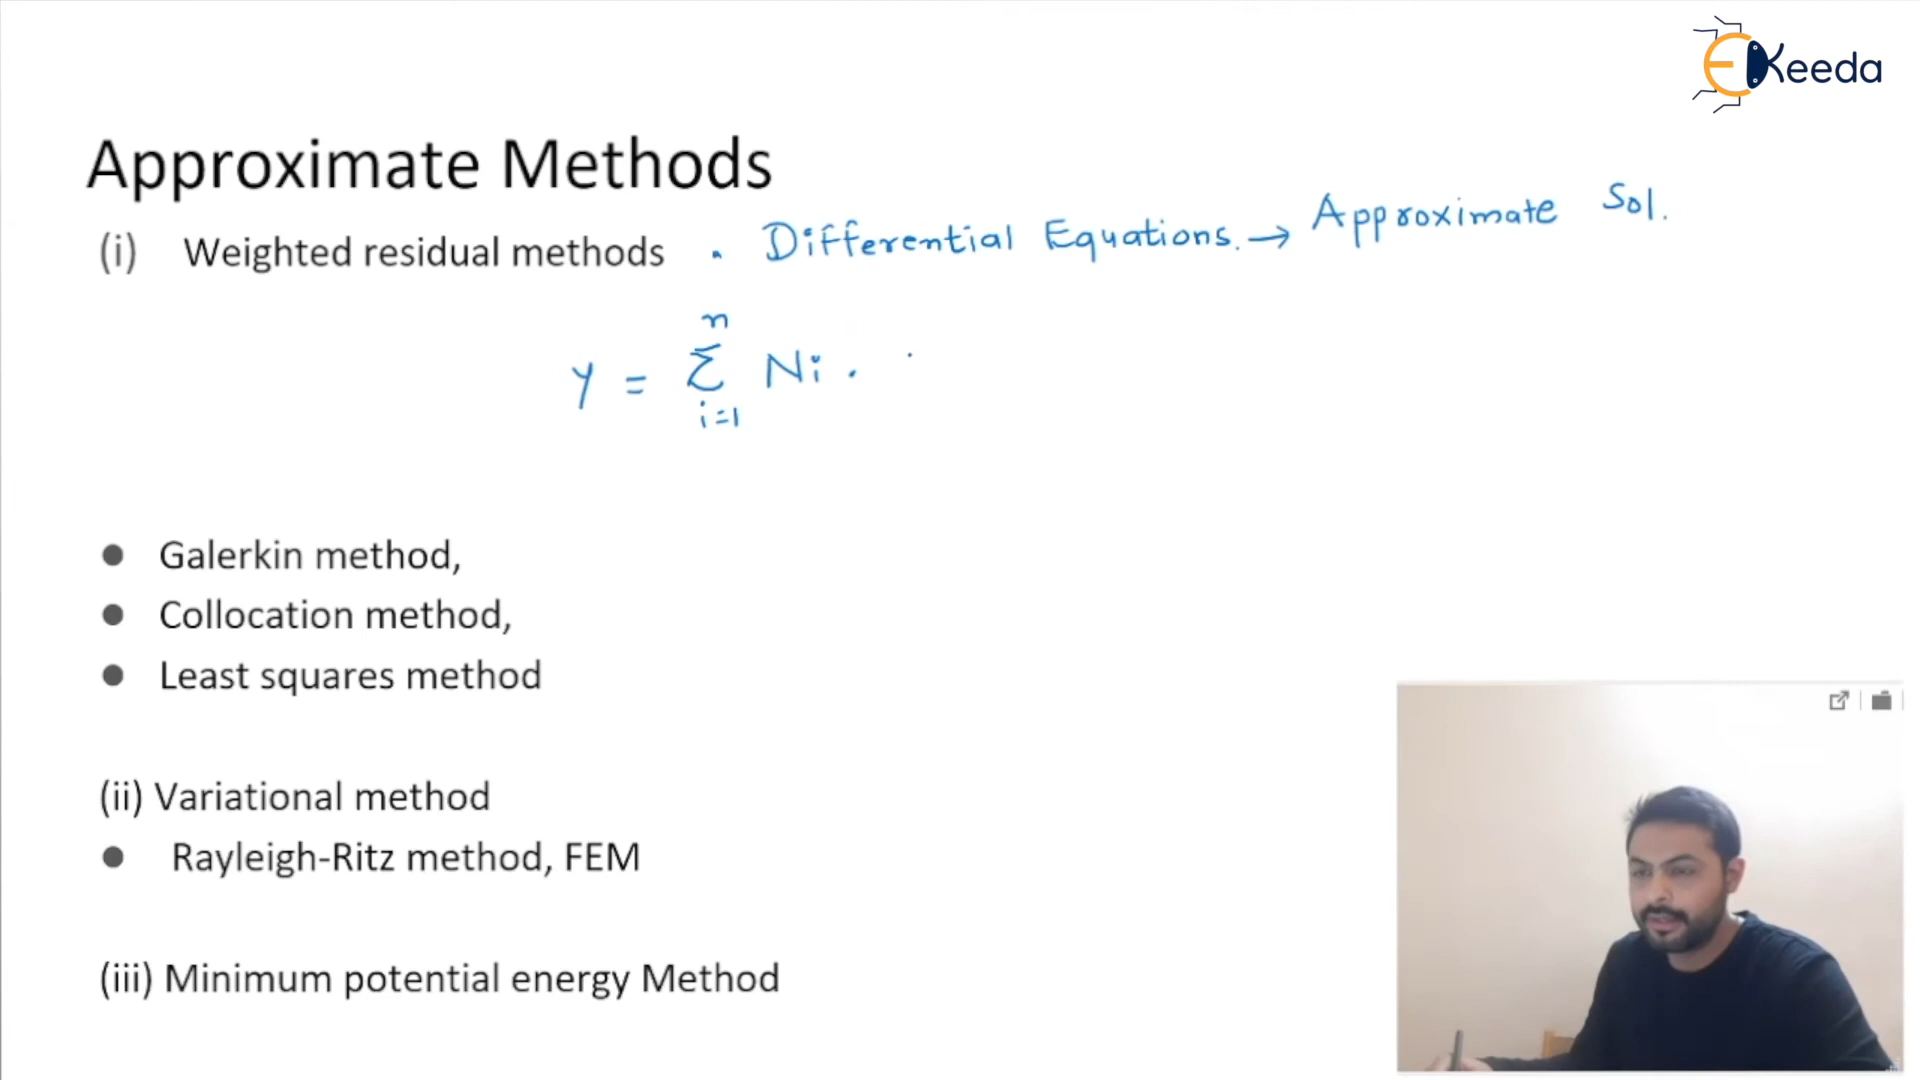 EKeeda
Approximate Methods
(i) Weighted residual methods . Differential Equations. → Approximate Sol.
n
y = Σ Ni .
i=1
● Galerkin method,
● Collocation method,
● Least squares method
(ii) Variational method
● Rayleigh-Ritz method, FEM
(iii) Minimum potential energy Method